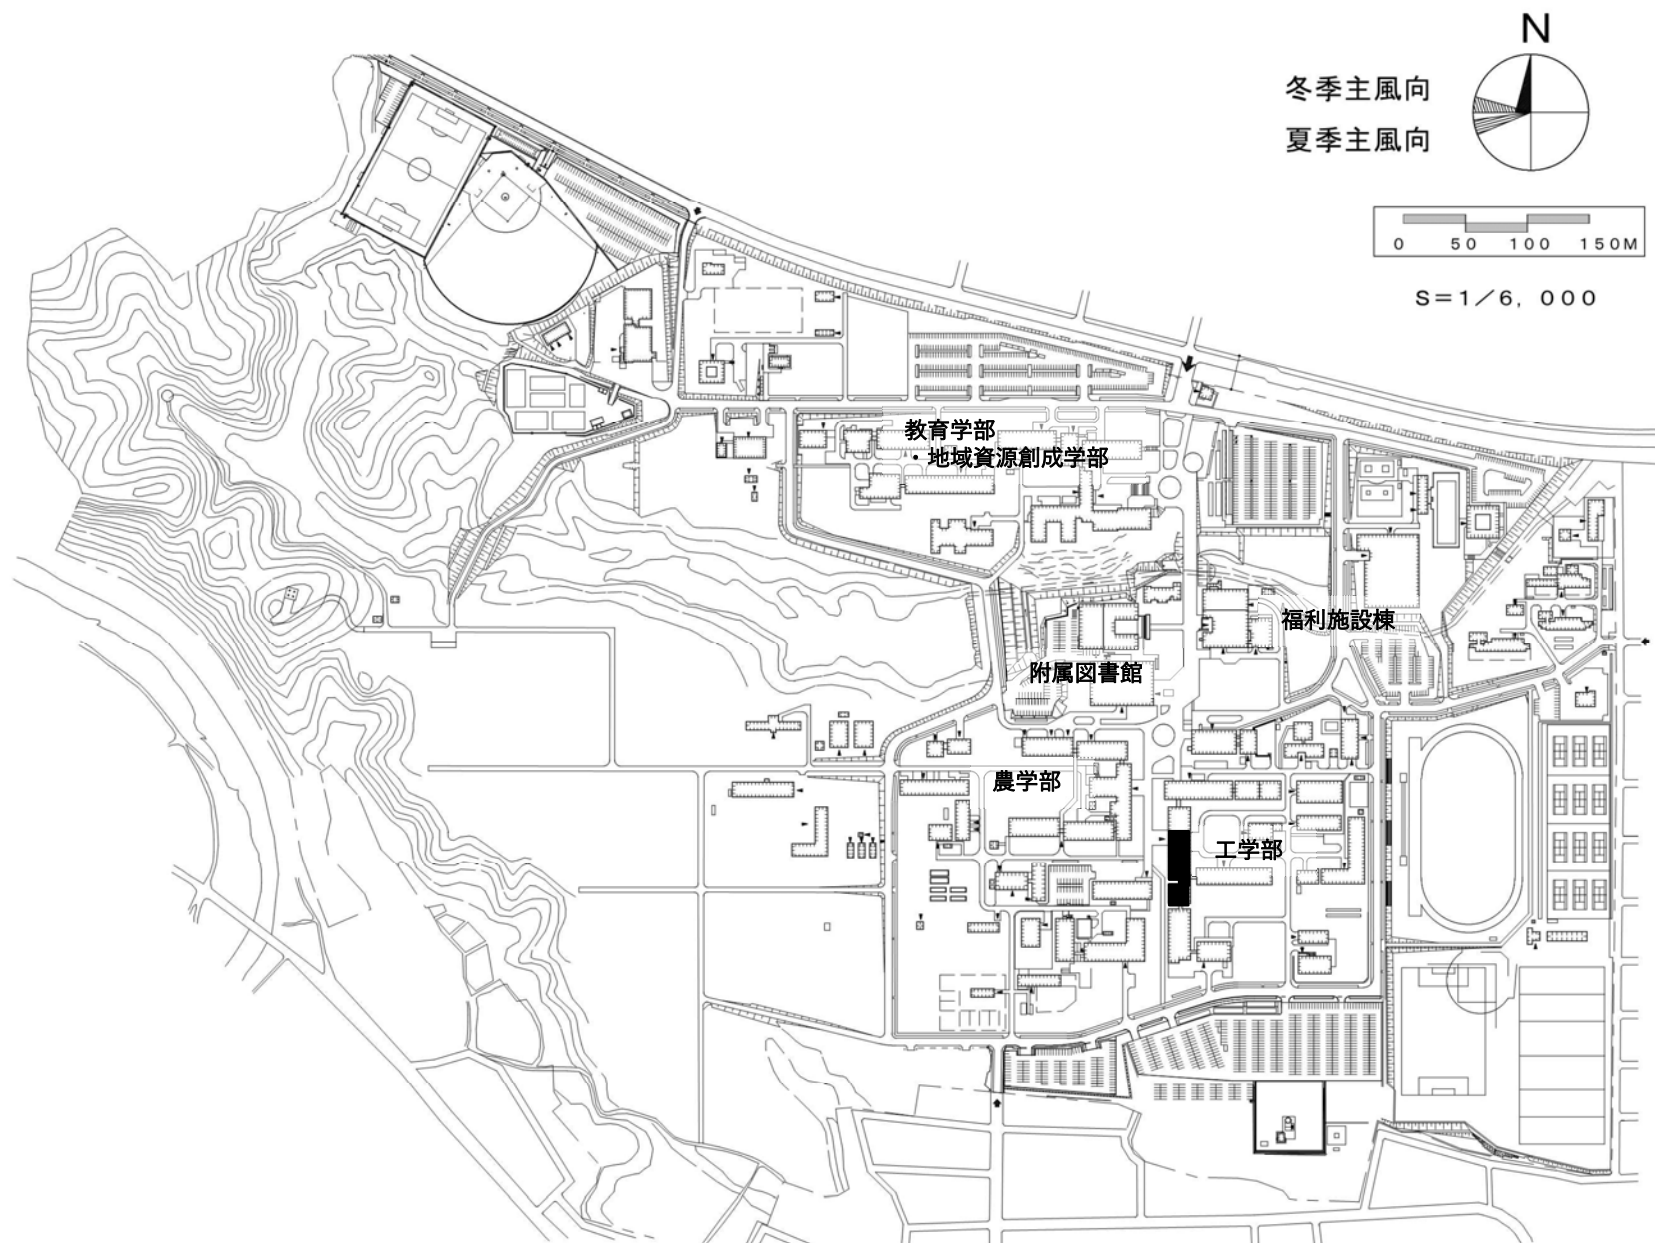 N
冬季主風向
夏季主風向
0 50 100 150M
S=1/6,000
教育学部
・地域資源創成学部
福利施設棟
附属図書館
農学部
工学部